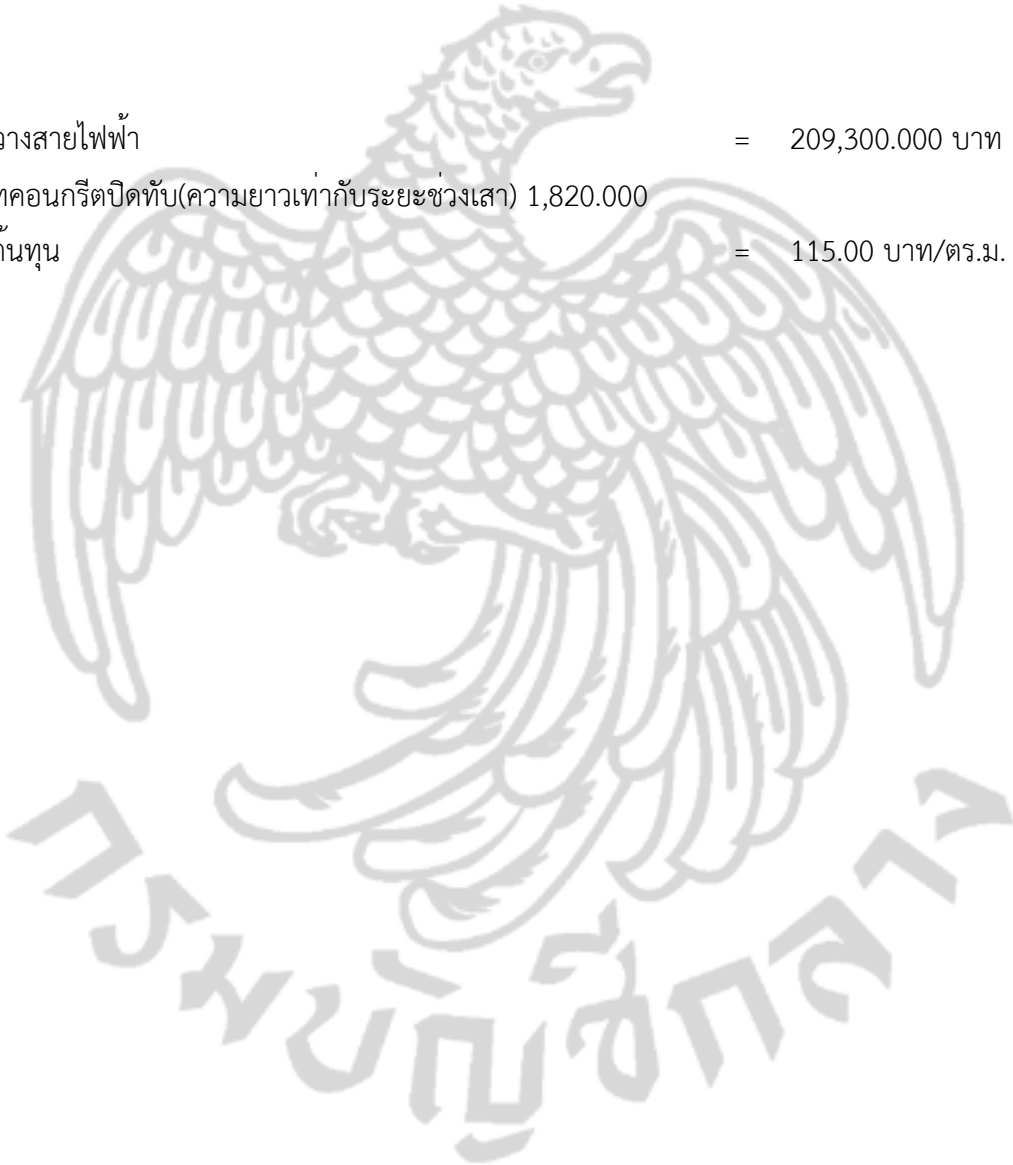 วางสายไฟฟ้า = 209,300.000 บาท
คอนกรีตปิดทับ(ความยาวเท่ากับระยะช่วงเสา) 1,820.000
ต้นทุน = 115.00 บาท/ตร.ม.
กรมบัญชีกลาง